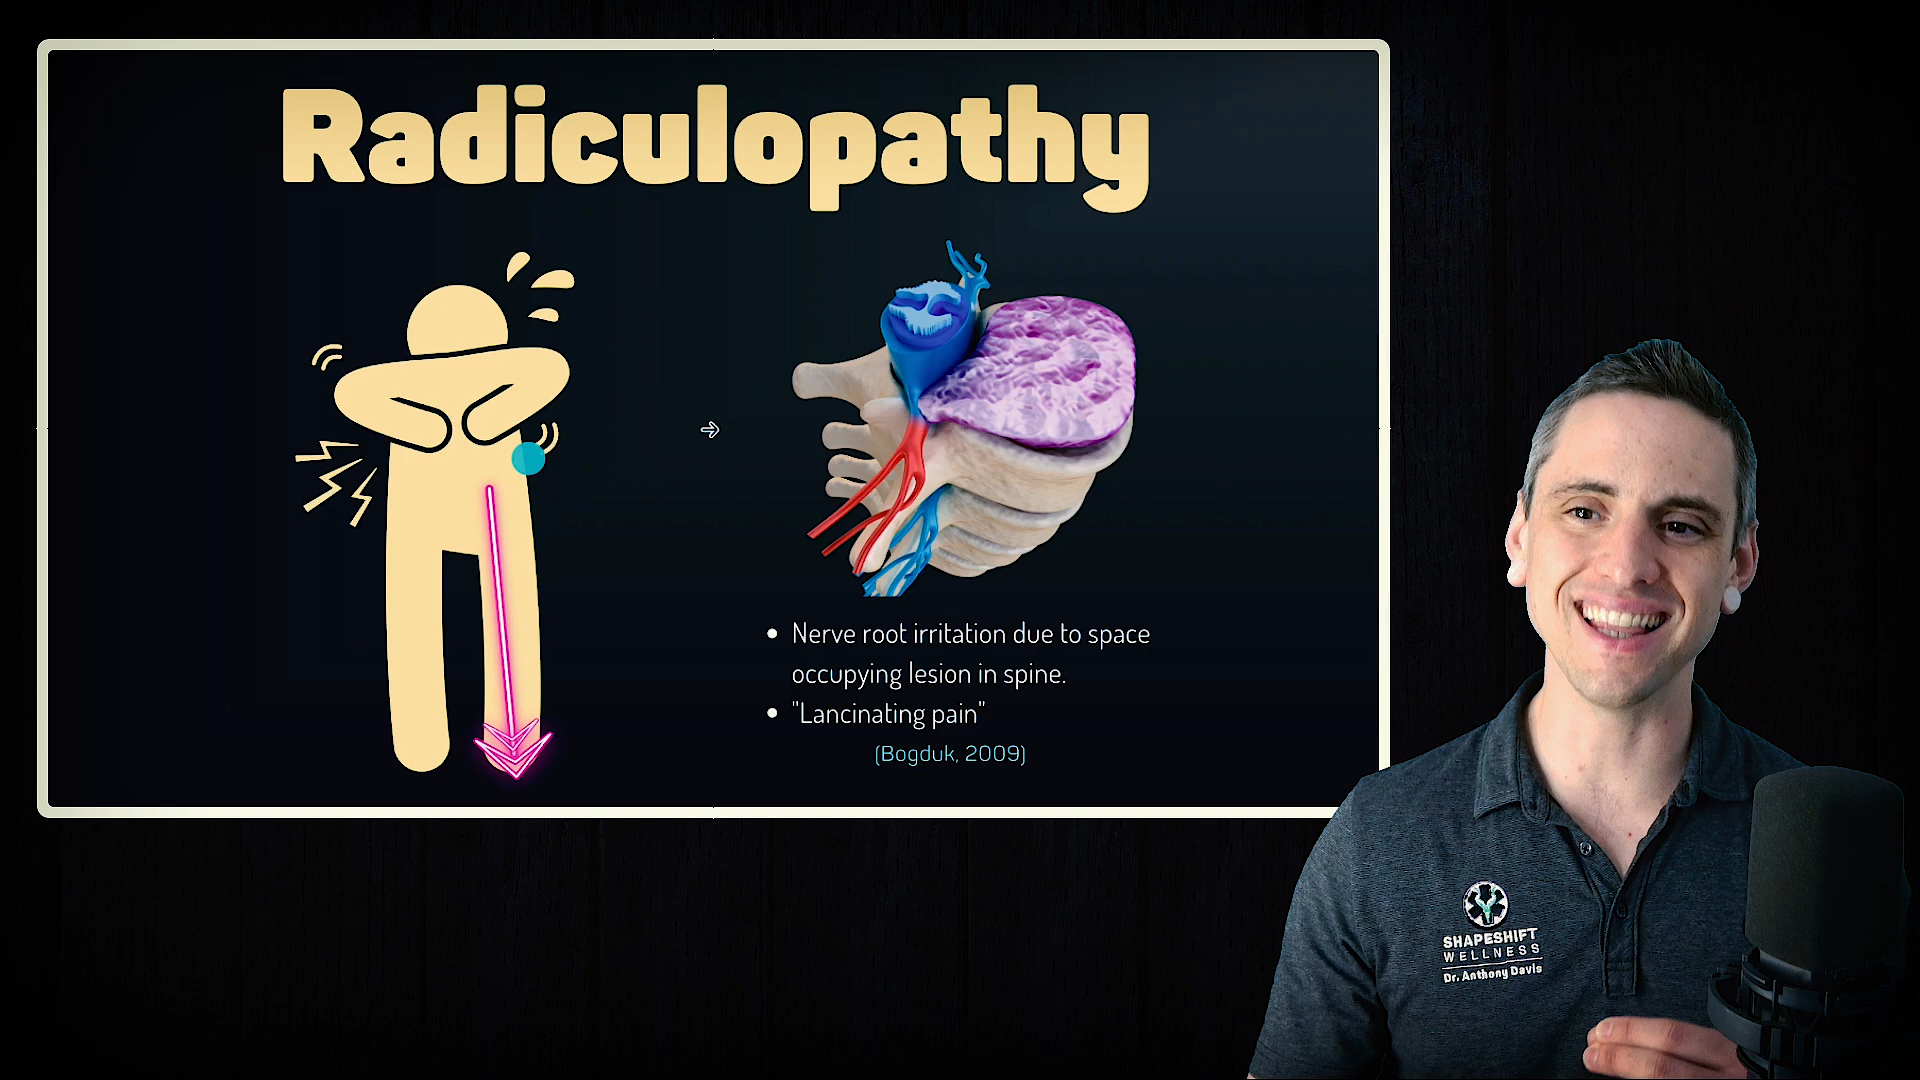 Radiculopathy
• Nerve root irritation due to space
occupying lesion in spine.
• "Lancinating pain"
(Bogduk, 2009)
SHAPESHIFT
WELLNESS
Dr. Anthony Davis